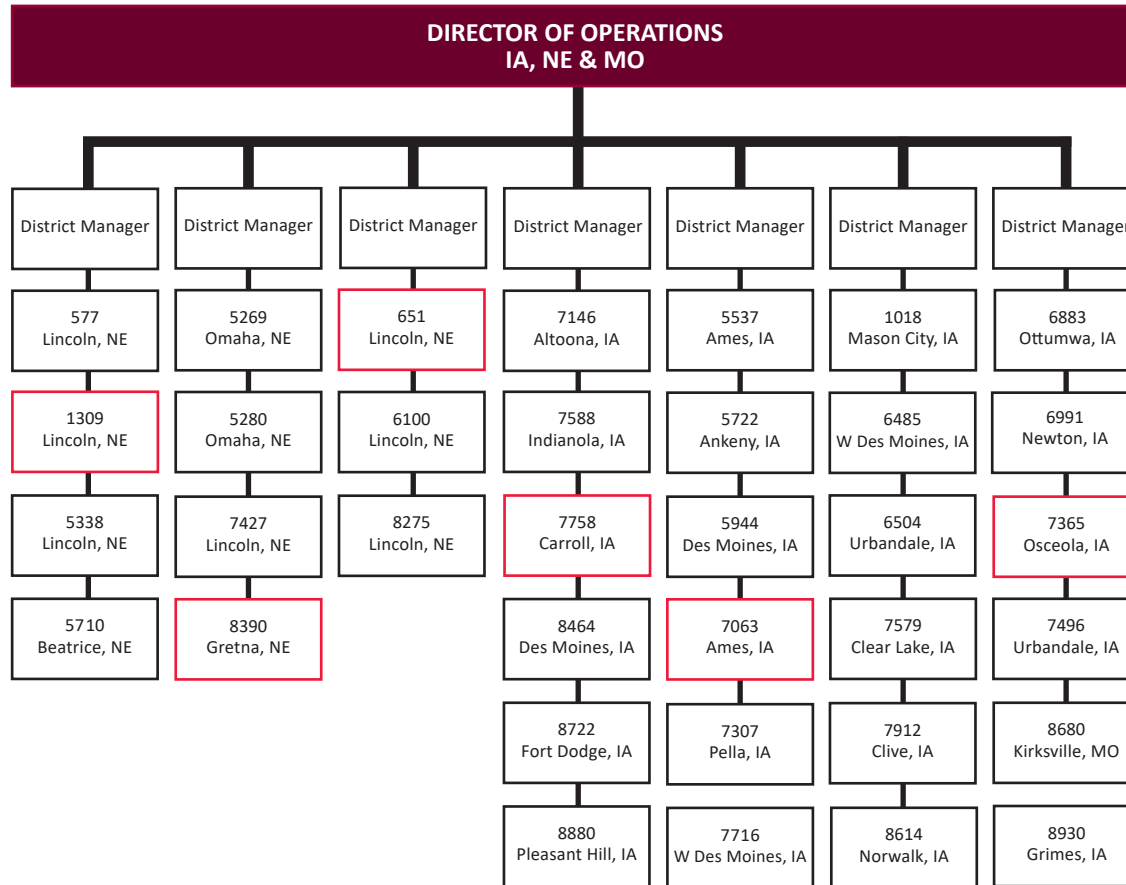 DIRECTOR OF OPERATIONS
IA, NE & MO
District Manager
577
Lincoln, NE
1309
Lincoln, NE
5338
Lincoln, NE
5710
Beatrice, NE
District Manager
5269
Omaha, NE
5280
Omaha, NE
7427
Lincoln, NE
8390
Gretna, NE
District Manager
651
Lincoln, NE
6100
Lincoln, NE
8275
Lincoln, NE
District Manager
7146
Altoona, IA
7588
Indianola, IA
7758
Carroll, IA
8464
Des Moines, IA
8722
Fort Dodge, IA
8880
Pleasant Hill, IA
District Manager
5537
Ames, IA
5722
Ankeny, IA
5944
Des Moines, IA
7063
Ames, IA
7307
Pella, IA
7716
W Des Moines, IA
District Manager
1018
Mason City, IA
6485
W Des Moines, IA
6504
Urbandale, IA
7579
Clear Lake, IA
7912
Clive, IA
8614
Norwalk, IA
District Manager
6883
Ottumwa, IA
6991
Newton, IA
7365
Osceola, IA
7496
Urbandale, IA
8680
Kirksville, MO
8930
Grimes, IA